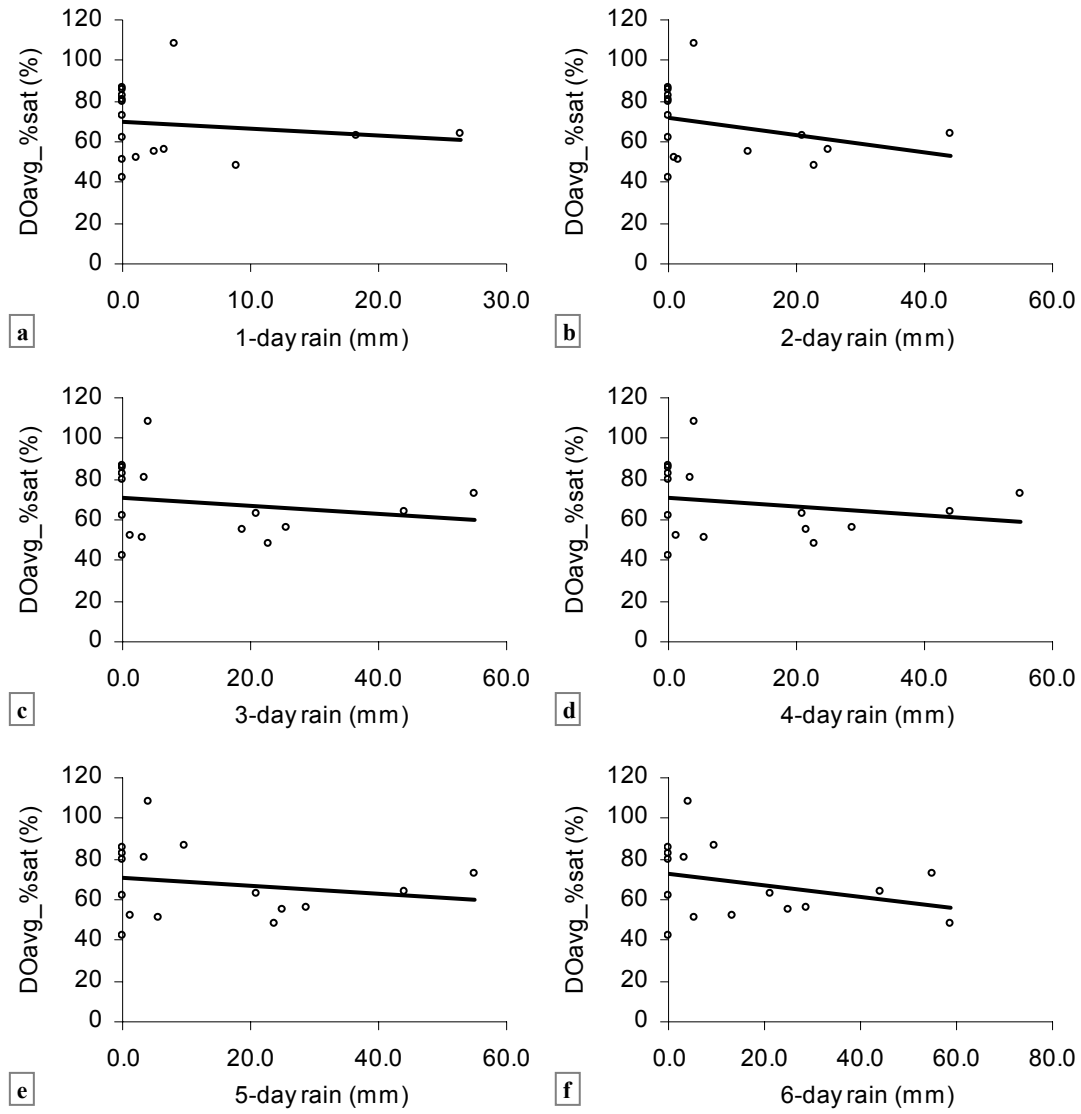 DOavg_%sat (%)
120
100
80
60
40
20
0
0.0 10.0 20.0 30.0
1-day rain (mm)
a
DOavg_%sat (%)
120
100
80
60
40
20
0
0.0 20.0 40.0 60.0
2-day rain (mm)
b
DOavg_%sat (%)
120
100
80
60
40
20
0
0.0 20.0 40.0 60.0
3-day rain (mm)
c
DOavg_%sat (%)
120
100
80
60
40
20
0
0.0 20.0 40.0 60.0
4-day rain (mm)
d
DOavg_%sat (%)
120
100
80
60
40
20
0
0.0 20.0 40.0 60.0
5-day rain (mm)
e
DOavg_%sat (%)
120
100
80
60
40
20
0
0.0 20.0 40.0 60.0 80.0
6-day rain (mm)
f